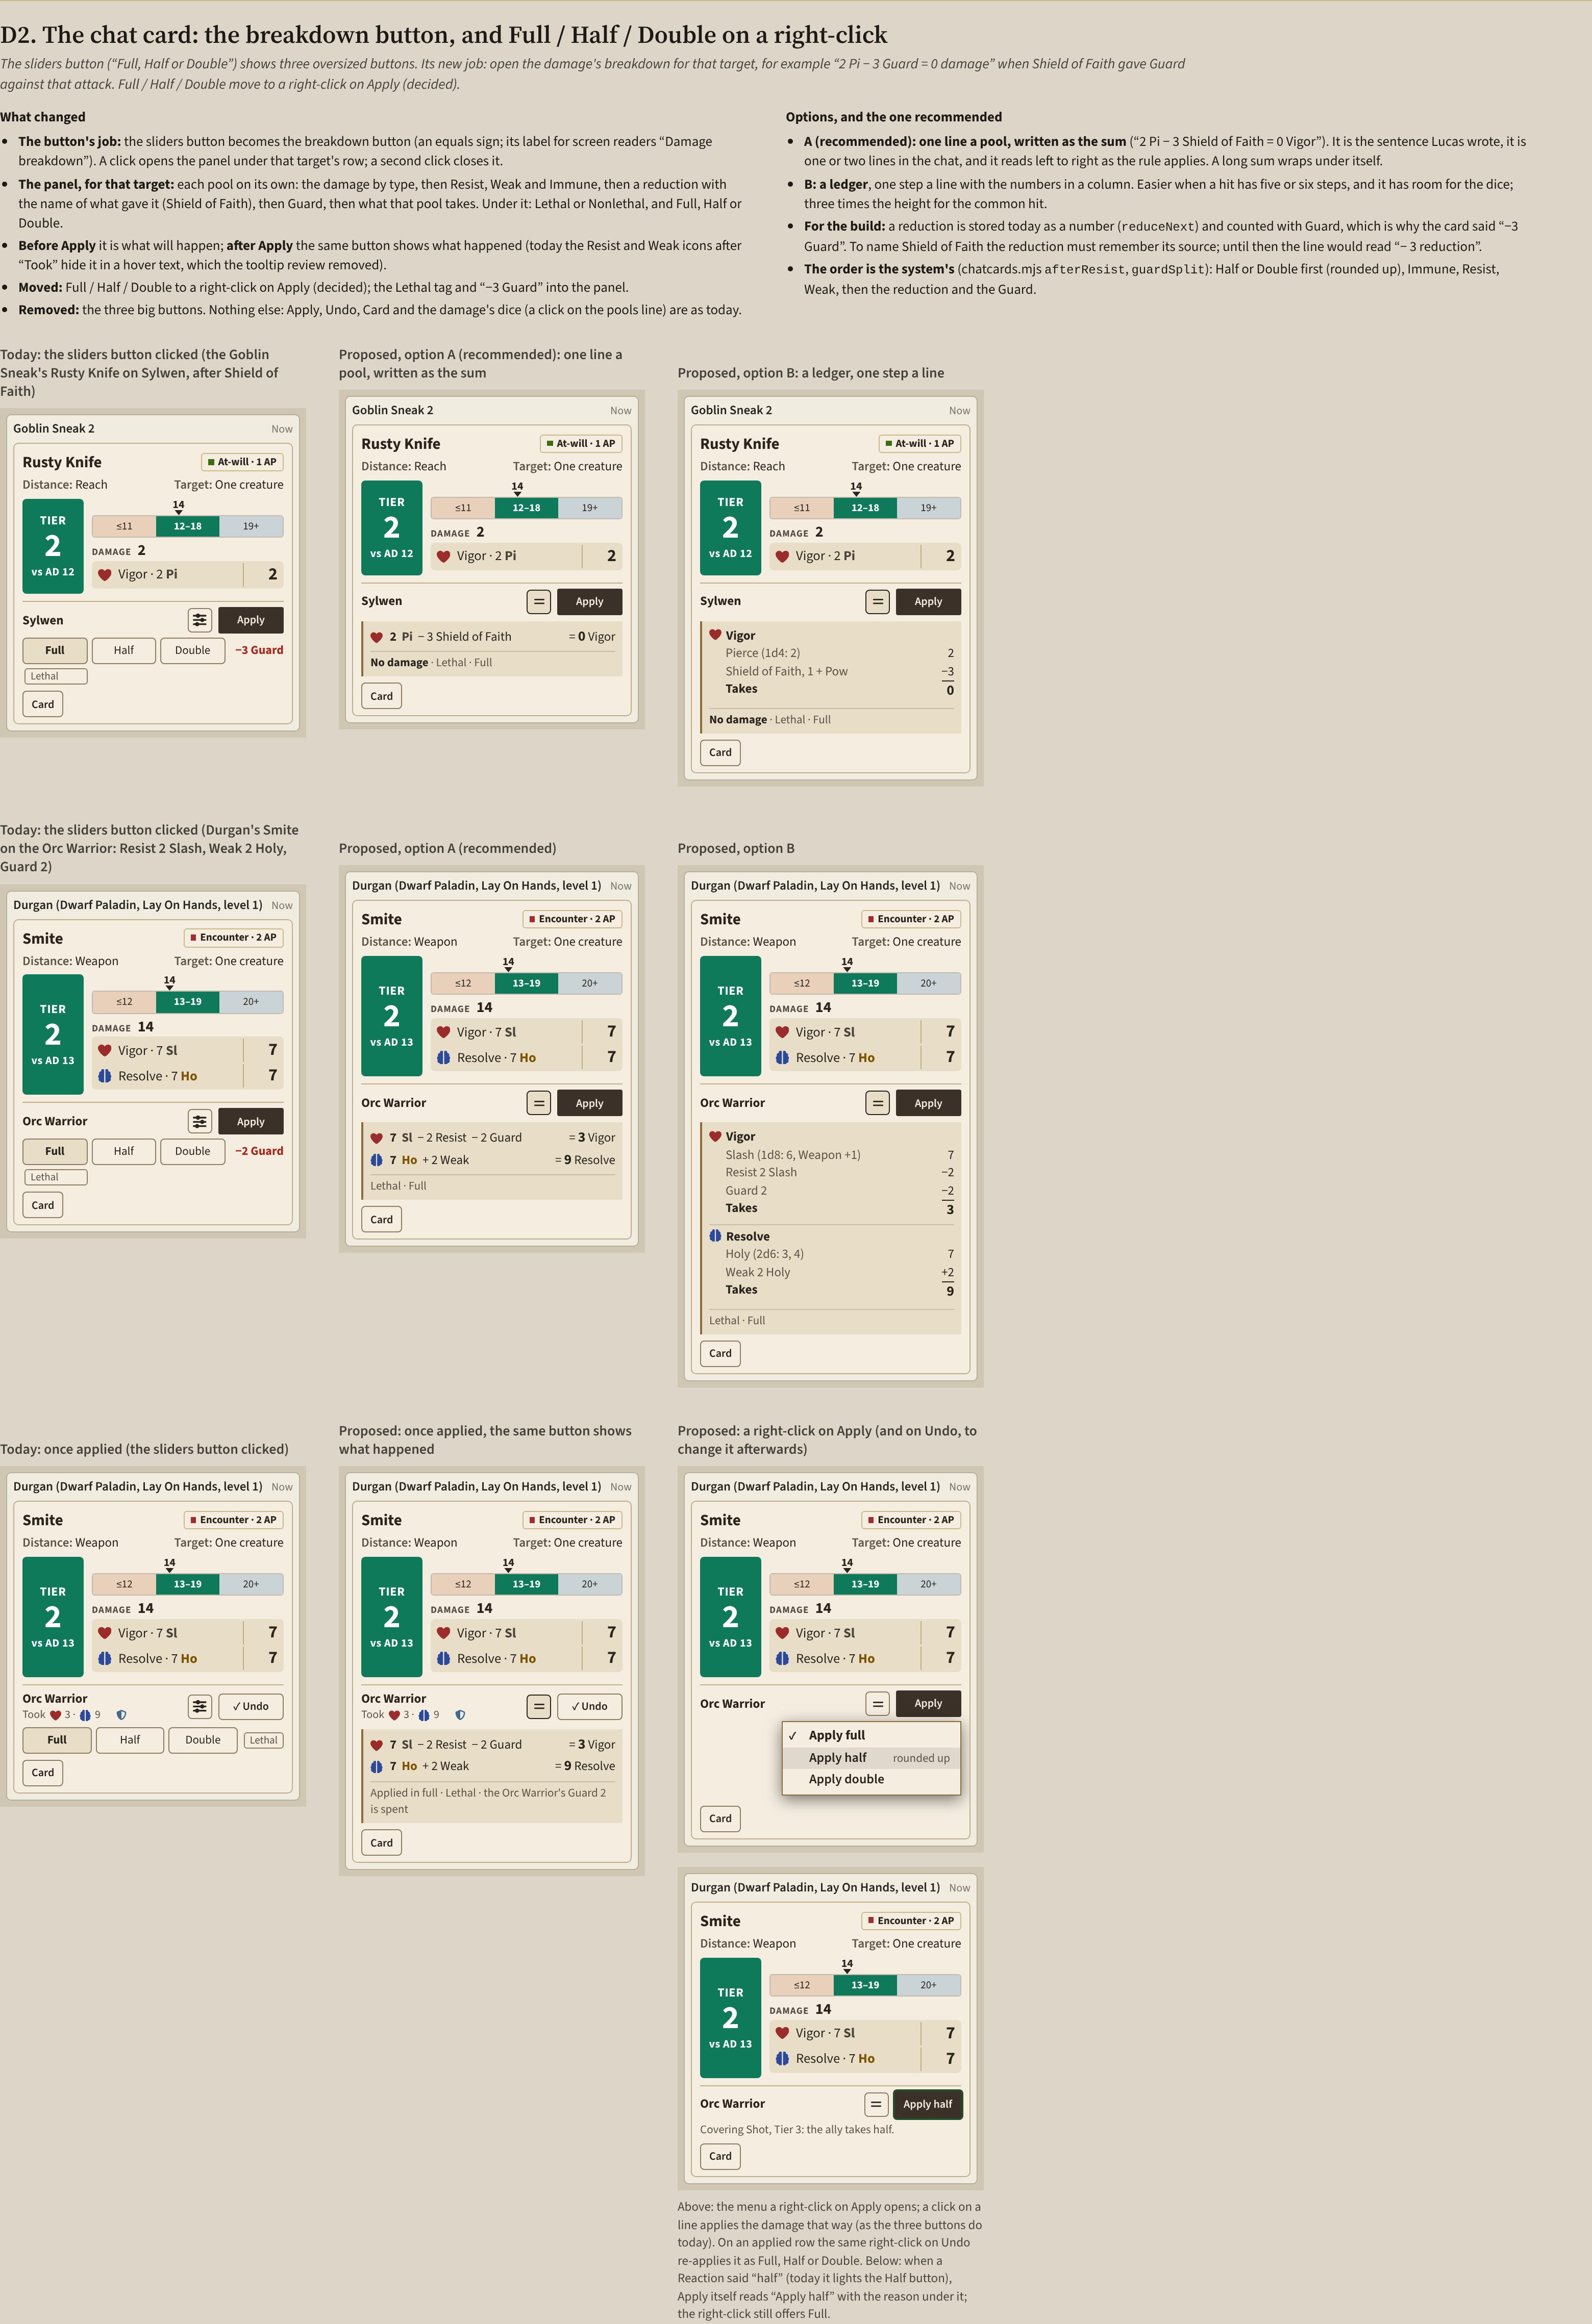 D2. The chat card: the breakdown button, and Full / Half / Double on a right-click
The sliders button (“Full, Half or Double”) shows three oversized buttons. Its new job: open the damage's breakdown for that target, for example “2 Pi − 3 Guard = 0 damage” when Shield of Faith gave Guard
against that attack. Full / Half / Double move to a right-click on Apply (decided).
What changed
• The button's job: the sliders button becomes the breakdown button (an equals sign; its label for screen readers “Damage
breakdown”). A click opens the panel under that target's row; a second click closes it.
• The panel, for that target: each pool on its own: the damage by type, then Resist, Weak and Immune, then a reduction with
the name of what gave it (Shield of Faith), then Guard, then what that pool takes. Under it: Lethal or Nonlethal, and Full, Half or
Double.
• Before Apply it is what will happen; after Apply the same button shows what happened (today the Resist and Weak icons after
“Took” hide it in a hover text, which the tooltip review removed).
• Moved: Full / Half / Double to a right-click on Apply (decided); the Lethal tag and “−3 Guard” into the panel.
• Removed: the three big buttons. Nothing else: Apply, Undo, Card and the damage's dice (a click on the pools line) are as today.
Options, and the one recommended
• A (recommended): one line a pool, written as the sum (“2 Pi − 3 Shield of Faith = 0 Vigor”). It is the sentence Lucas wrote, it is
one or two lines in the chat, and it reads left to right as the rule applies. A long sum wraps under itself.
• B: a ledger, one step a line with the numbers in a column. Easier when a hit has five or six steps, and it has room for the dice;
three times the height for the common hit.
• For the build: a reduction is stored today as a number (reduceNext) and counted with Guard, which is why the card said “−3
Guard”. To name Shield of Faith the reduction must remember its source; until then the line would read “− 3 reduction”.
• The order is the system's (chatcards.mjs afterResist, guardSplit): Half or Double first (rounded up), Immune, Resist,
Weak, then the reduction and the Guard.
Today: the sliders button clicked (the Goblin
Sneak's Rusty Knife on Sylwen, after Shield of
Faith)
Goblin Sneak 2 Now
Rusty Knife At-will · 1 AP
Distance: Reach Target: One creature
14
TIER
2
vs AD 12
≤11 12–18 19+
DAMAGE 2
Vigor · 2 Pi 2
Sylwen Apply
Full Half Double −3 Guard
Lethal
Card
Proposed, option A (recommended): one line a
pool, written as the sum
Goblin Sneak 2 Now
Rusty Knife At-will · 1 AP
Distance: Reach Target: One creature
14
TIER
2
vs AD 12
≤11 12–18 19+
DAMAGE 2
Vigor · 2 Pi 2
Sylwen = Apply
2 Pi − 3 Shield of Faith = 0 Vigor
No damage · Lethal · Full
Card
Proposed, option B: a ledger, one step a line
Goblin Sneak 2 Now
Rusty Knife At-will · 1 AP
Distance: Reach Target: One creature
14
TIER
2
vs AD 12
≤11 12–18 19+
DAMAGE 2
Vigor · 2 Pi 2
Sylwen = Apply
Vigor
Pierce (1d4: 2) 2
Shield of Faith, 1 + Pow −3
Takes 0
No damage · Lethal · Full
Card
Today: the sliders button clicked (Durgan's Smite
on the Orc Warrior: Resist 2 Slash, Weak 2 Holy,
Guard 2)
Durgan (Dwarf Paladin, Lay On Hands, level 1) Now
Smite Encounter · 2 AP
Distance: Weapon Target: One creature
14
TIER
2
vs AD 13
≤12 13–19 20+
DAMAGE 14
Vigor · 7 Sl 7
Resolve · 7 Ho 7
Orc Warrior Apply
Full Half Double −2 Guard
Lethal
Card
Proposed, option A (recommended)
Durgan (Dwarf Paladin, Lay On Hands, level 1) Now
Smite Encounter · 2 AP
Distance: Weapon Target: One creature
14
TIER
2
vs AD 13
≤12 13–19 20+
DAMAGE 14
Vigor · 7 Sl 7
Resolve · 7 Ho 7
Orc Warrior = Apply
7 Sl − 2 Resist − 2 Guard = 3 Vigor
7 Ho + 2 Weak = 9 Resolve
Lethal · Full
Card
Proposed, option B
Durgan (Dwarf Paladin, Lay On Hands, level 1) Now
Smite Encounter · 2 AP
Distance: Weapon Target: One creature
14
TIER
2
vs AD 13
≤12 13–19 20+
DAMAGE 14
Vigor · 7 Sl 7
Resolve · 7 Ho 7
Orc Warrior = Apply
Vigor
Slash (1d8: 6, Weapon +1) 7
Resist 2 Slash −2
Guard 2 −2
Takes 3
Resolve
Holy (2d6: 3, 4) 7
Weak 2 Holy +2
Takes 9
Lethal · Full
Card
Today: once applied (the sliders button clicked)
Durgan (Dwarf Paladin, Lay On Hands, level 1) Now
Smite Encounter · 2 AP
Distance: Weapon Target: One creature
14
TIER
2
vs AD 13
≤12 13–19 20+
DAMAGE 14
Vigor · 7 Sl 7
Resolve · 7 Ho 7
Orc Warrior ✓ Undo
Took 3 · 9
Full Half Double Lethal
Card
Proposed: once applied, the same button shows
what happened
Durgan (Dwarf Paladin, Lay On Hands, level 1) Now
Smite Encounter · 2 AP
Distance: Weapon Target: One creature
14
TIER
2
vs AD 13
≤12 13–19 20+
DAMAGE 14
Vigor · 7 Sl 7
Resolve · 7 Ho 7
Orc Warrior = ✓ Undo
Took 3 · 9
7 Sl − 2 Resist − 2 Guard = 3 Vigor
7 Ho + 2 Weak = 9 Resolve
Applied in full · Lethal · the Orc Warrior's Guard 2
is spent
Card
Proposed: a right-click on Apply (and on Undo, to
change it afterwards)
Durgan (Dwarf Paladin, Lay On Hands, level 1) Now
Smite Encounter · 2 AP
Distance: Weapon Target: One creature
14
TIER
2
vs AD 13
≤12 13–19 20+
DAMAGE 14
Vigor · 7 Sl 7
Resolve · 7 Ho 7
Orc Warrior = Apply
✓ Apply full
Apply half rounded up
Apply double
Card
Durgan (Dwarf Paladin, Lay On Hands, level 1) Now
Smite Encounter · 2 AP
Distance: Weapon Target: One creature
14
TIER
2
vs AD 13
≤12 13–19 20+
DAMAGE 14
Vigor · 7 Sl 7
Resolve · 7 Ho 7
Orc Warrior = Apply half
Covering Shot, Tier 3: the ally takes half.
Card
Above: the menu a right-click on Apply opens; a click on a
line applies the damage that way (as the three buttons do
today). On an applied row the same right-click on Undo
re-applies it as Full, Half or Double. Below: when a
Reaction said “half” (today it lights the Half button),
Apply itself reads “Apply half” with the reason under it;
the right-click still offers Full.